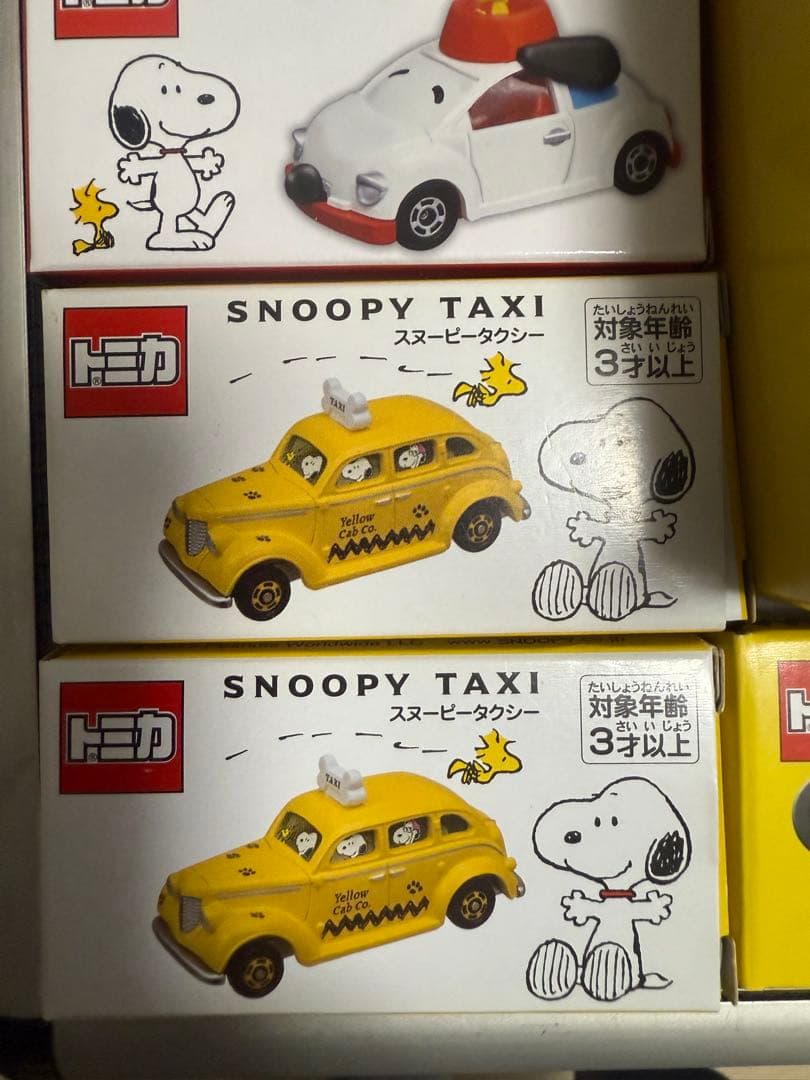 SNOOPY TAXI
スヌーピータクシー
トミカ
®
たいしょうねんれい
対象年齢
さい いじょう
3才以上
TAXI
Yellow
Cab Co.
SNOOPY TAXI
スヌーピータクシー
トミカ
®
たいしょうねんれい
対象年齢
さい いじょう
3才以上
TAXI
Yellow
Cab Co.